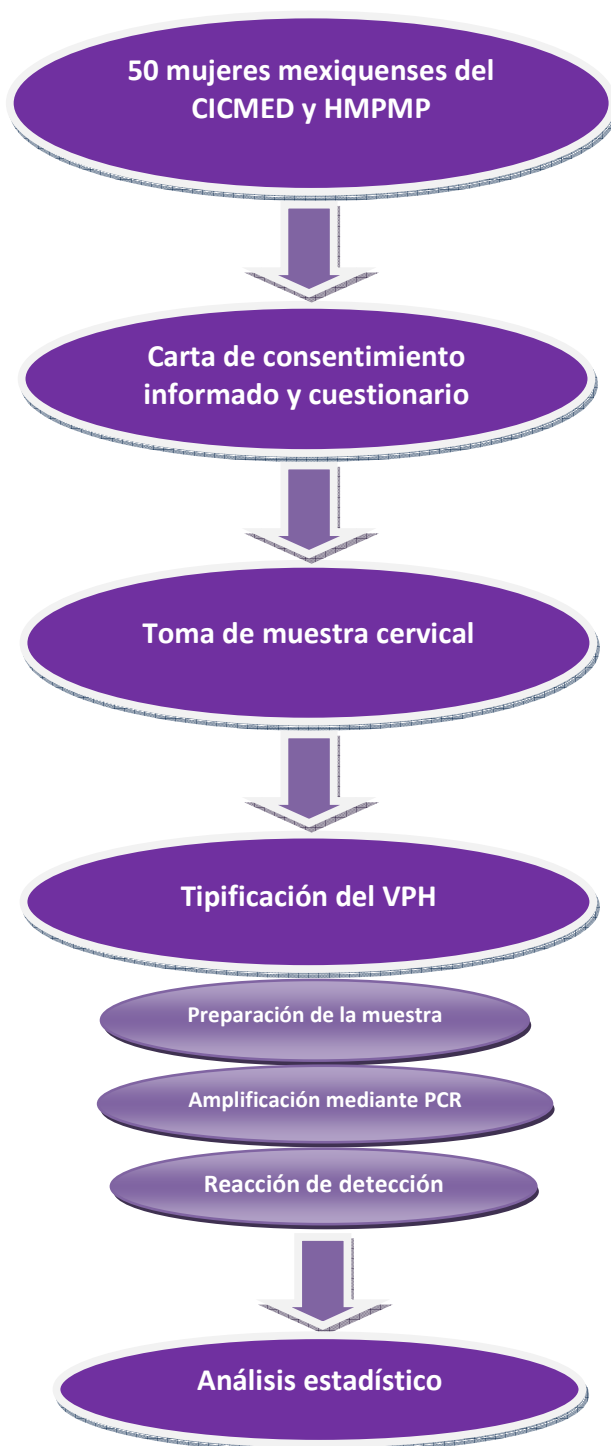 50 mujeres mexiquenses del
CICMED y HMPMP
Carta de consentimiento
informado y cuestionario
Toma de muestra cervical
Tipificación del VPH
Preparación de la muestra
Amplificación mediante PCR
Reacción de detección
Análisis estadístico